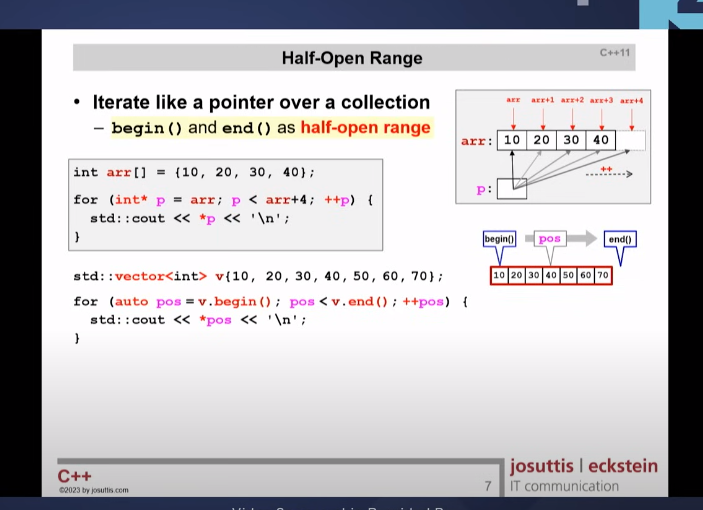 Half-Open Range
C++11
• Iterate like a pointer over a collection
– begin() and end() as half-open range
int arr[] = {10, 20, 30, 40};
for (int* p = arr; p < arr+4; ++p) {
std::cout << *p << '\n';
}
std::vector<int> v{10, 20, 30, 40, 50, 60, 70};
for (auto pos = v.begin(); pos < v.end(); ++pos) {
std::cout << *pos << '\n';
}
arr arr+1 arr+2 arr+3 arr+4
arr: 10 20 30 40
++
p:
begin() pos end()
10 20 30 40 50 60 70
C++
©2023 by josuttis.com
7
josuttis | eckstein
IT communication